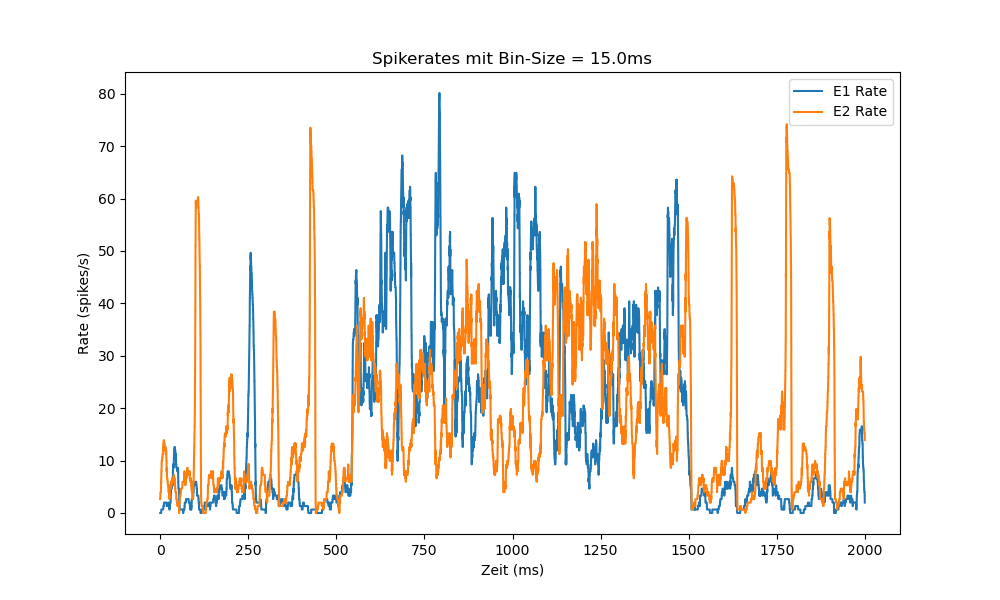 Spikerates mit Bin-Size = 15.0ms
E1 Rate
E2 Rate
80
70
60
50
40
30
20
10
0
Rate (spikes/s)
0 250 500 750 1000 1250 1500 1750 2000
Zeit (ms)